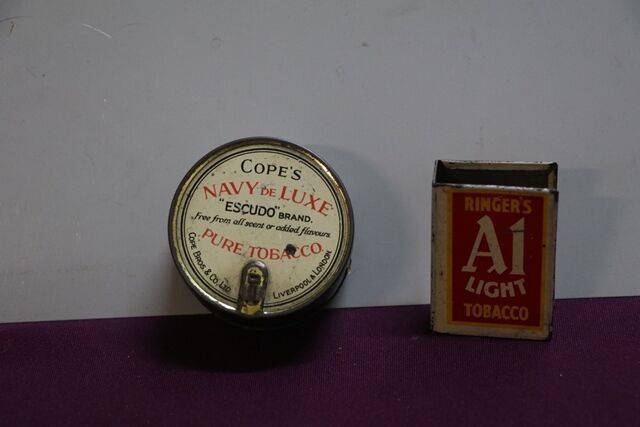 COPE'S
NAVY DE LUXE
"ESCUDO" BRAND.
Free from all scent or added flavours.
PURE TOBACCO.
COPE BROS & CO LTD
LIVERPOOL & LONDON
RINGER'S
A1
LIGHT
TOBACCO